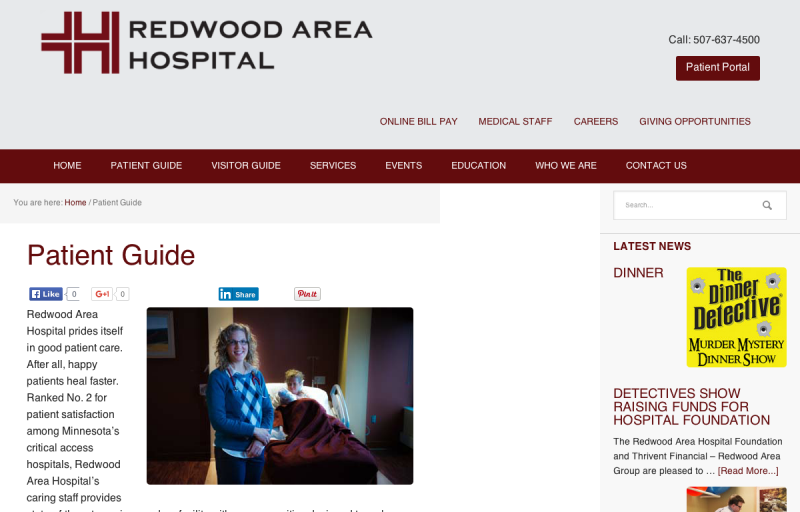 REDWOOD AREA
HOSPITAL
Call: 507-637-4500
Patient Portal
ONLINE BILL PAY MEDICAL STAFF CAREERS GIVING OPPORTUNITIES
HOME PATIENT GUIDE VISITOR GUIDE SERVICES EVENTS EDUCATION WHO WE ARE CONTACT US
You are here: Home / Patient Guide
Patient Guide
Like 0 G+1 0 in Share Pin it
Redwood Area
Hospital prides itself
in good patient care.
After all, happy
patients heal faster.
Ranked No. 2 for
patient satisfaction
among Minnesota's
critical access
hospitals, Redwood
Area Hospital's
caring staff provides
Search...
LATEST NEWS
DINNER
The
Dinner
Detective
MURDER MYSTERY
DINNER SHOW
DETECTIVES SHOW
RAISING FUNDS FOR
HOSPITAL FOUNDATION
The Redwood Area Hospital Foundation
and Thrivent Financial – Redwood Area
Group are pleased to … [Read More...]